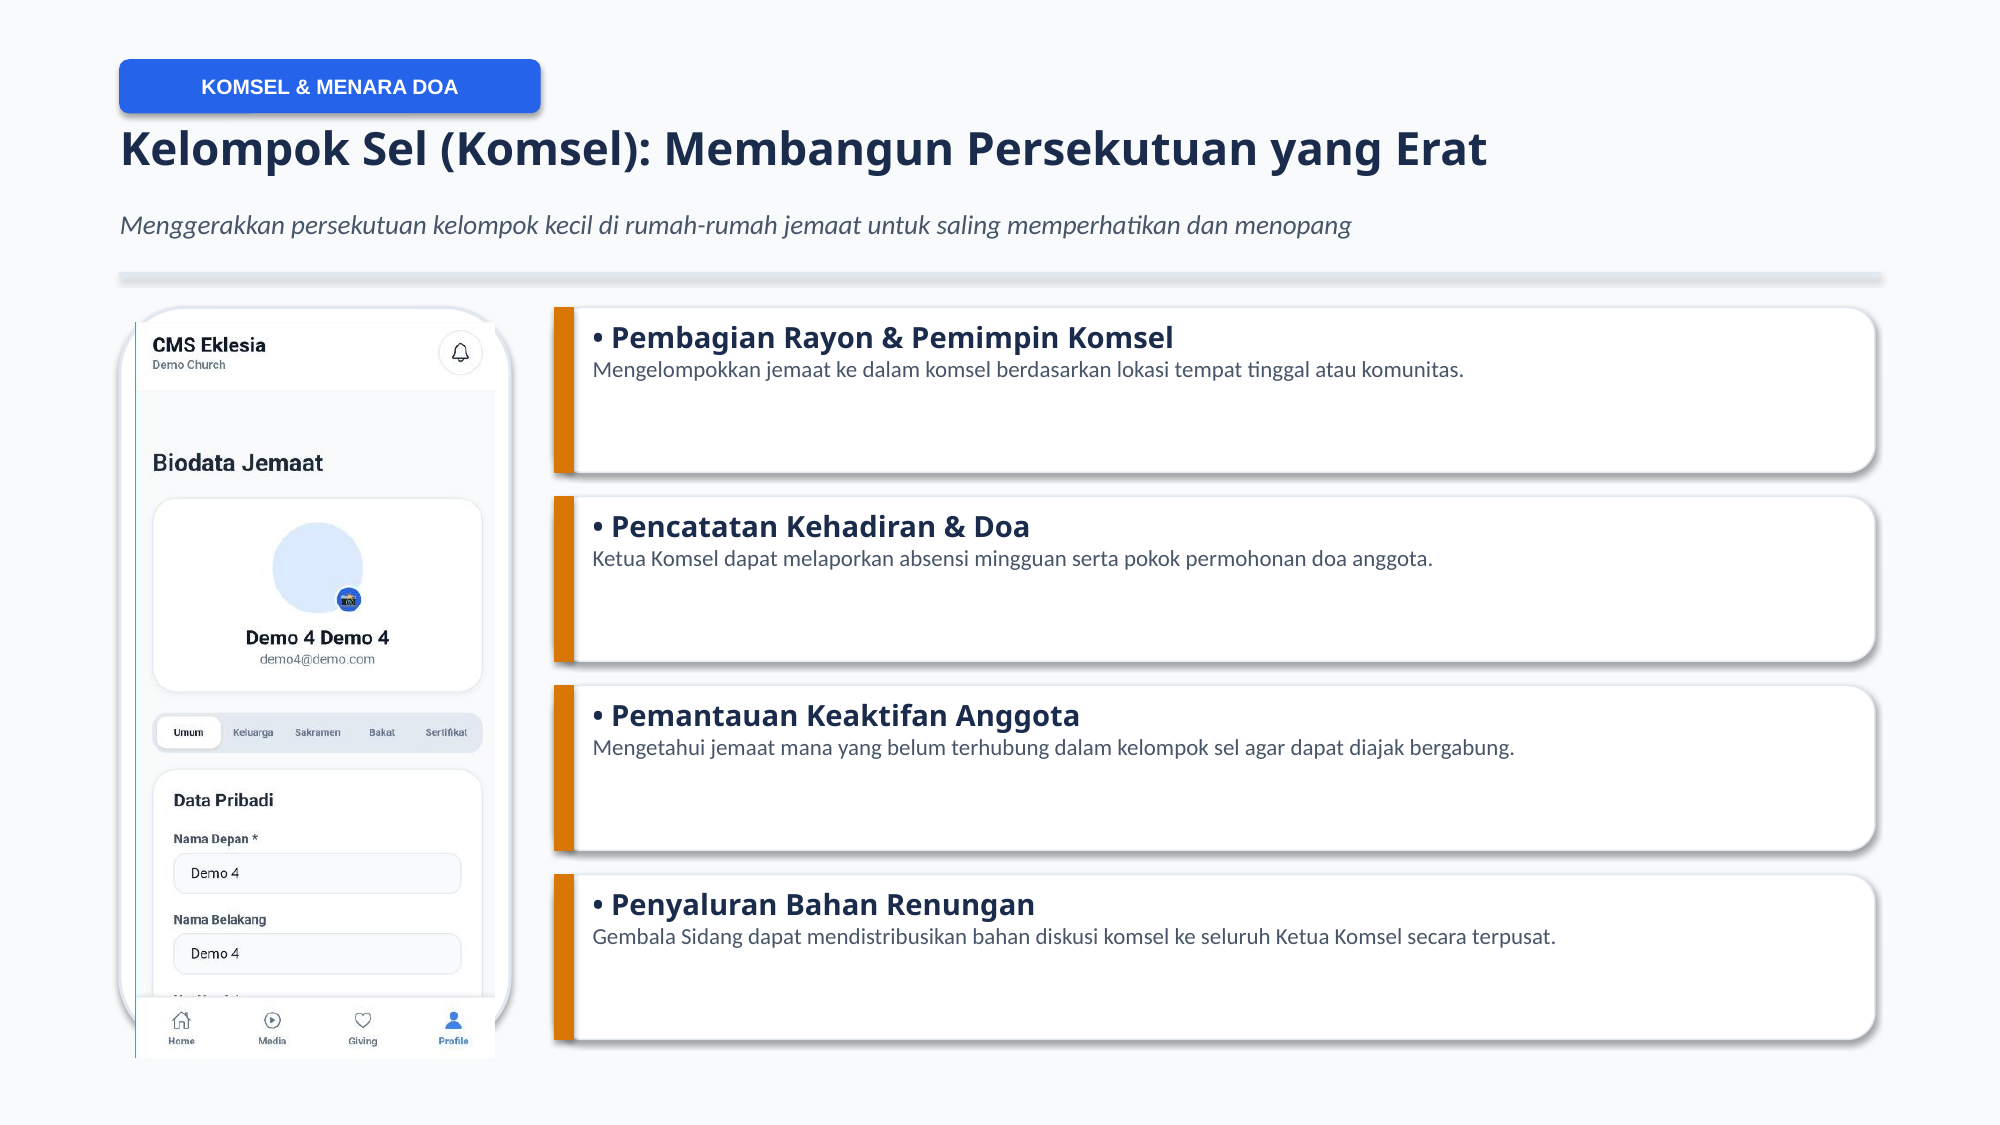 KOMSEL & MENARA DOA
Kelompok Sel (Komsel): Membangun Persekutuan yang Erat
Menggerakkan persekutuan kelompok kecil di rumah-rumah jemaat untuk saling memperhatikan dan menopang
CMS Eklesia
Demo Church
Biodata Jemaat
Demo 4 Demo 4
demo4@demo.com
Umum Keluarga Sakramen Bakat Sertifikat
Data Pribadi
Nama Depan *
Demo 4
Nama Belakang
Demo 4
Home Media Giving Profile
• Pembagian Rayon & Pemimpin Komsel
Mengelompokkan jemaat ke dalam komsel berdasarkan lokasi tempat tinggal atau komunitas.
• Pencatatan Kehadiran & Doa
Ketua Komsel dapat melaporkan absensi mingguan serta pokok permohonan doa anggota.
• Pemantauan Keaktifan Anggota
Mengetahui jemaat mana yang belum terhubung dalam kelompok sel agar dapat diajak bergabung.
• Penyaluran Bahan Renungan
Gembala Sidang dapat mendistribusikan bahan diskusi komsel ke seluruh Ketua Komsel secara terpusat.